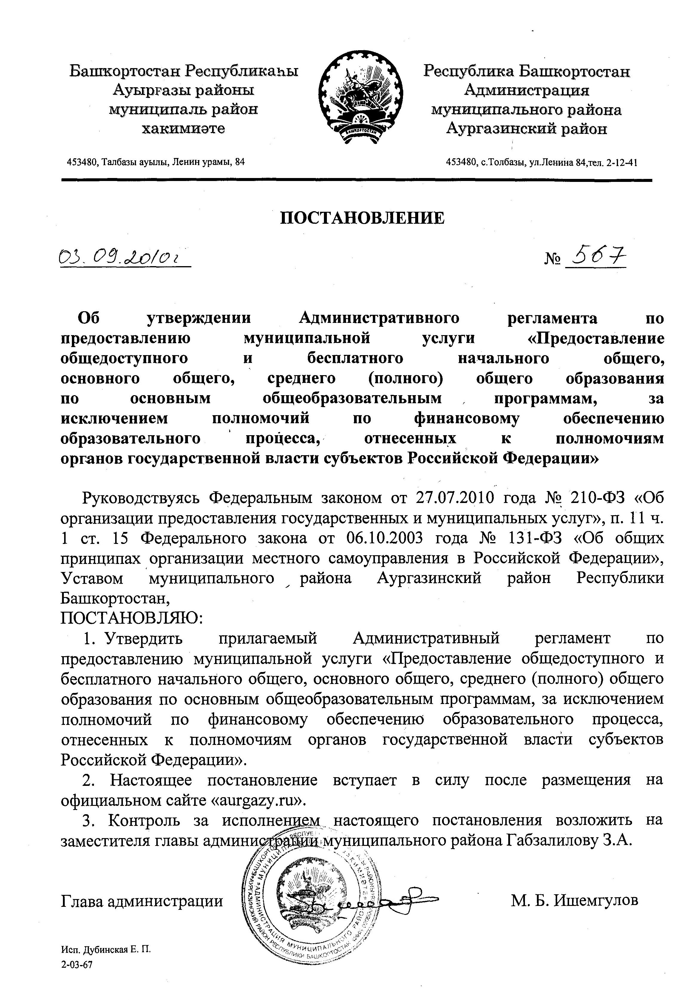 Башкортостан Республикаһы
Ауырғазы районы
муниципаль район
хакимиәте
453480, Талбазы ауылы, Ленин урамы, 84
БАШКОРТОСТАН
Республика Башкортостан
Администрация
муниципального района
Аургазинский район
453480, с.Толбазы, ул.Ленина 84,тел. 2-12-41
ПОСТАНОВЛЕНИЕ
03.09.2010г
№ 567
Об утверждении Административного регламента по
предоставлению муниципальной услуги «Предоставление
общедоступного и бесплатного начального общего,
основного общего, среднего (полного) общего образования
по основным общеобразовательным программам, за
исключением полномочий по финансовому обеспечению
образовательного процесса, отнесенных к полномочиям
органов государственной власти субъектов Российской Федерации»
Руководствуясь Федеральным законом от 27.07.2010 года № 210-ФЗ «Об
организации предоставления государственных и муниципальных услуг», п. 11 ч.
1 ст. 15 Федерального закона от 06.10.2003 года № 131-ФЗ «Об общих
принципах организации местного самоуправления в Российской Федерации»,
Уставом муниципального района Аургазинский район Республики
Башкортостан,
ПОСТАНОВЛЯЮ:
1. Утвердить прилагаемый Административный регламент по
предоставлению муниципальной услуги «Предоставление общедоступного и
бесплатного начального общего, основного общего, среднего (полного) общего
образования по основным общеобразовательным программам, за исключением
полномочий по финансовому обеспечению образовательного процесса,
отнесенных к полномочиям органов государственной власти субъектов
Российской Федерации».
2. Настоящее постановление вступает в силу после размещения на
официальном сайте «aurgazy.ru».
3. Контроль за исполнением настоящего постановления возложить на
заместителя главы администрации муниципального района Габзалилову З.А.
Глава администрации
М. Б. Ишемгулов
АДМИНИСТРАЦИЯ МУНИЦИПАЛЬНОГО РАЙОНА
АУРГАЗИНСКИЙ РАЙОН РЕСПУБЛИКИ БАШКОРТОСТАН
Исп. Дубинская Е. П.
2-03-67